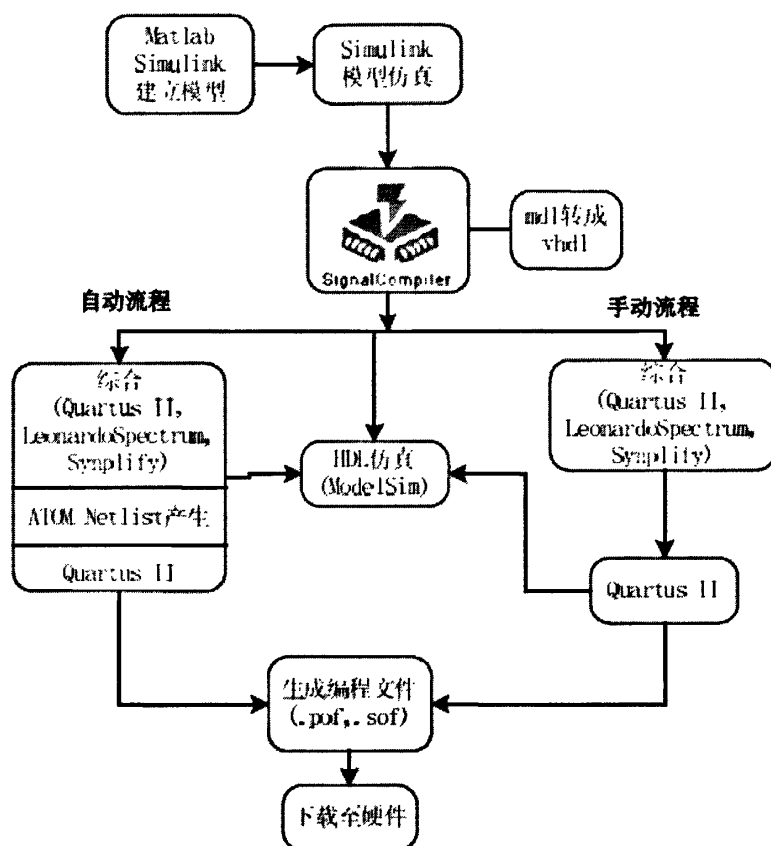 Matlab
Simulink
建立模型
Simulink
模型仿真
SignalCompiler
mdl转成
vhdl
自动流程
手动流程
综合
(Quartus II,
LeonardoSpectrum,
Synplify)
ATOM Netlist产生
Quartus II
HDL仿真
(ModelSim)
综合
(Quartus II,
LeonardoSpectrum,
Synplify)
Quartus II
生成编程文件
(.pof,.sof)
下载至硬件